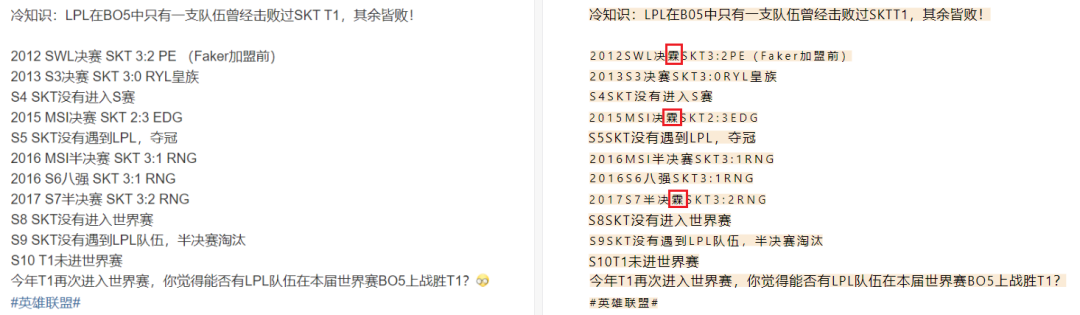 冷知识：LPL在BO5中只有一支队伍曾经击败过SKT T1，其余皆败！
2012 SWL决赛 SKT 3:2 PE （Faker加盟前）
2013 S3决赛 SKT 3:0 RYL皇族
S4 SKT没有进入S赛
2015 MSI决赛 SKT 2:3 EDG
S5 SKT没有遇到LPL，夺冠
2016 MSI半决赛 SKT 3:1 RNG
2016 S6八强 SKT 3:1 RNG
2017 S7半决赛 SKT 3:2 RNG
S8 SKT没有进入世界赛
S9 SKT没有遇到LPL队伍，半决赛淘汰
S10 T1未进世界赛
今年T1再次进入世界赛，你觉得能否有LPL队伍在本届世界赛BO5上战胜T1？
#英雄联盟#
冷知识：LPL在B05中只有一支队伍曾经击败过SKTT1，其余皆败！
2012SWL决霖SKT3:2PE（Faker加盟前）
2013S3决赛SKT3:0RYL皇族
S4SKT没有进入S赛
2015MSI决霖SKT2:3EDG
S5SKT没有遇到LPL，夺冠
2016MSI半决赛SKT3:1RNG
2016S6八强SKT3:1RNG
2017S7半决霖SKT3:2RNG
S8SKT没有进入世界赛
S9SKT没有遇到LPL队伍，半决赛淘汰
S10T1未进世界赛
今年T1再次进入世界赛，你觉得能否有LPL队伍在本届世界赛BO5上战胜T1？
#英雄联盟#